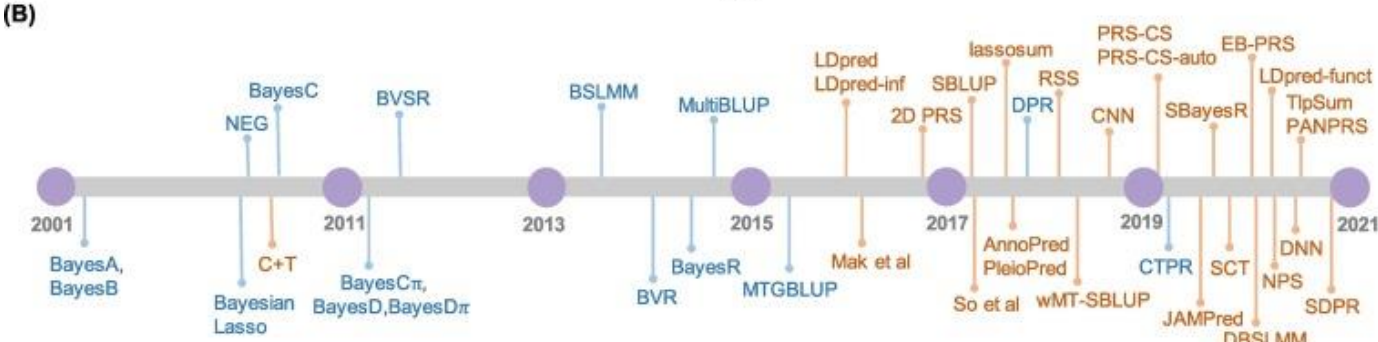 (B)
BayesC
NEG
BVSR
BSLMM
MultiBLUP
LDpred
LDpred-inf
2D PRS
SBLUP
lassosum
DPR
RSS
CNN
PRS-CS
PRS-CS-auto
SBayesR
EB-PRS
LDpred-funct
TlpSum
PANPRS
2001
2011
2013
2015
2017
2019
2021
BayesA,
BayesB
Bayesian
Lasso
C+T
BayesCπ,
BayesD,BayesDπ
BVR
BayesR
MTGBLUP
Mak et al
So et al
AnnoPred
PleioPred
wMT-SBLUP
CTPR
JAMPred
SCT
DBSLMM
NPS
DNN
SDPR